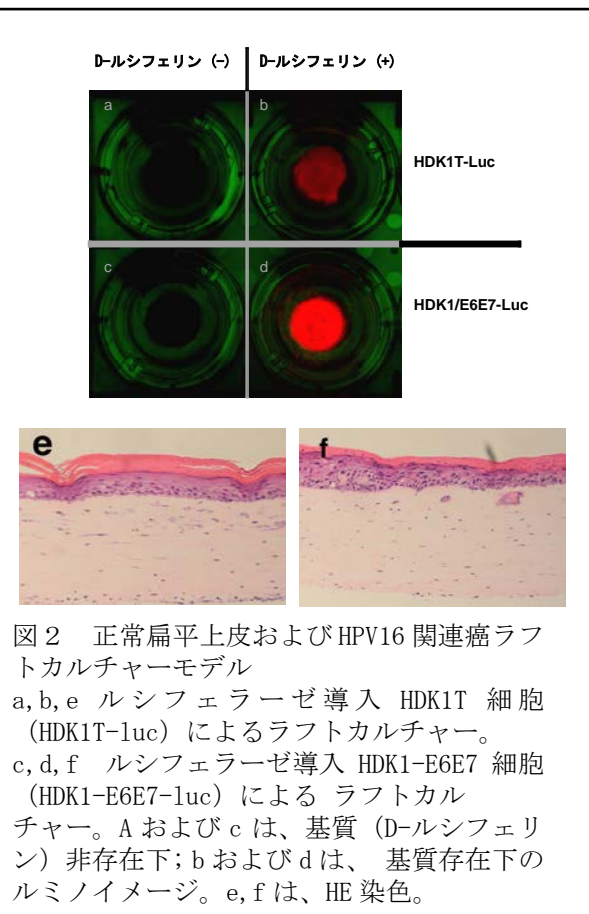 D-ルシフェリン (-) D-ルシフェリン (+)
a
b
HDK1T-Luc
c
d
HDK1/E6E7-Luc
e
f
図２　正常扁平上皮および HPV16 関連癌ラフ
トカルチャーモデル
a,b,e ルシフェラーゼ導入 HDK1T 細胞
（HDK1T-luc）によるラフトカルチャー。
c,d,f　ルシフェラーゼ導入 HDK1-E6E7 細胞
（HDK1-E6E7-luc）による ラフトカル
チャー。A および c は、基質（D-ルシフェリ
ン）非存在下;b および d は、 基質存在下の
ルミノイメージ。e,f は、HE 染色。